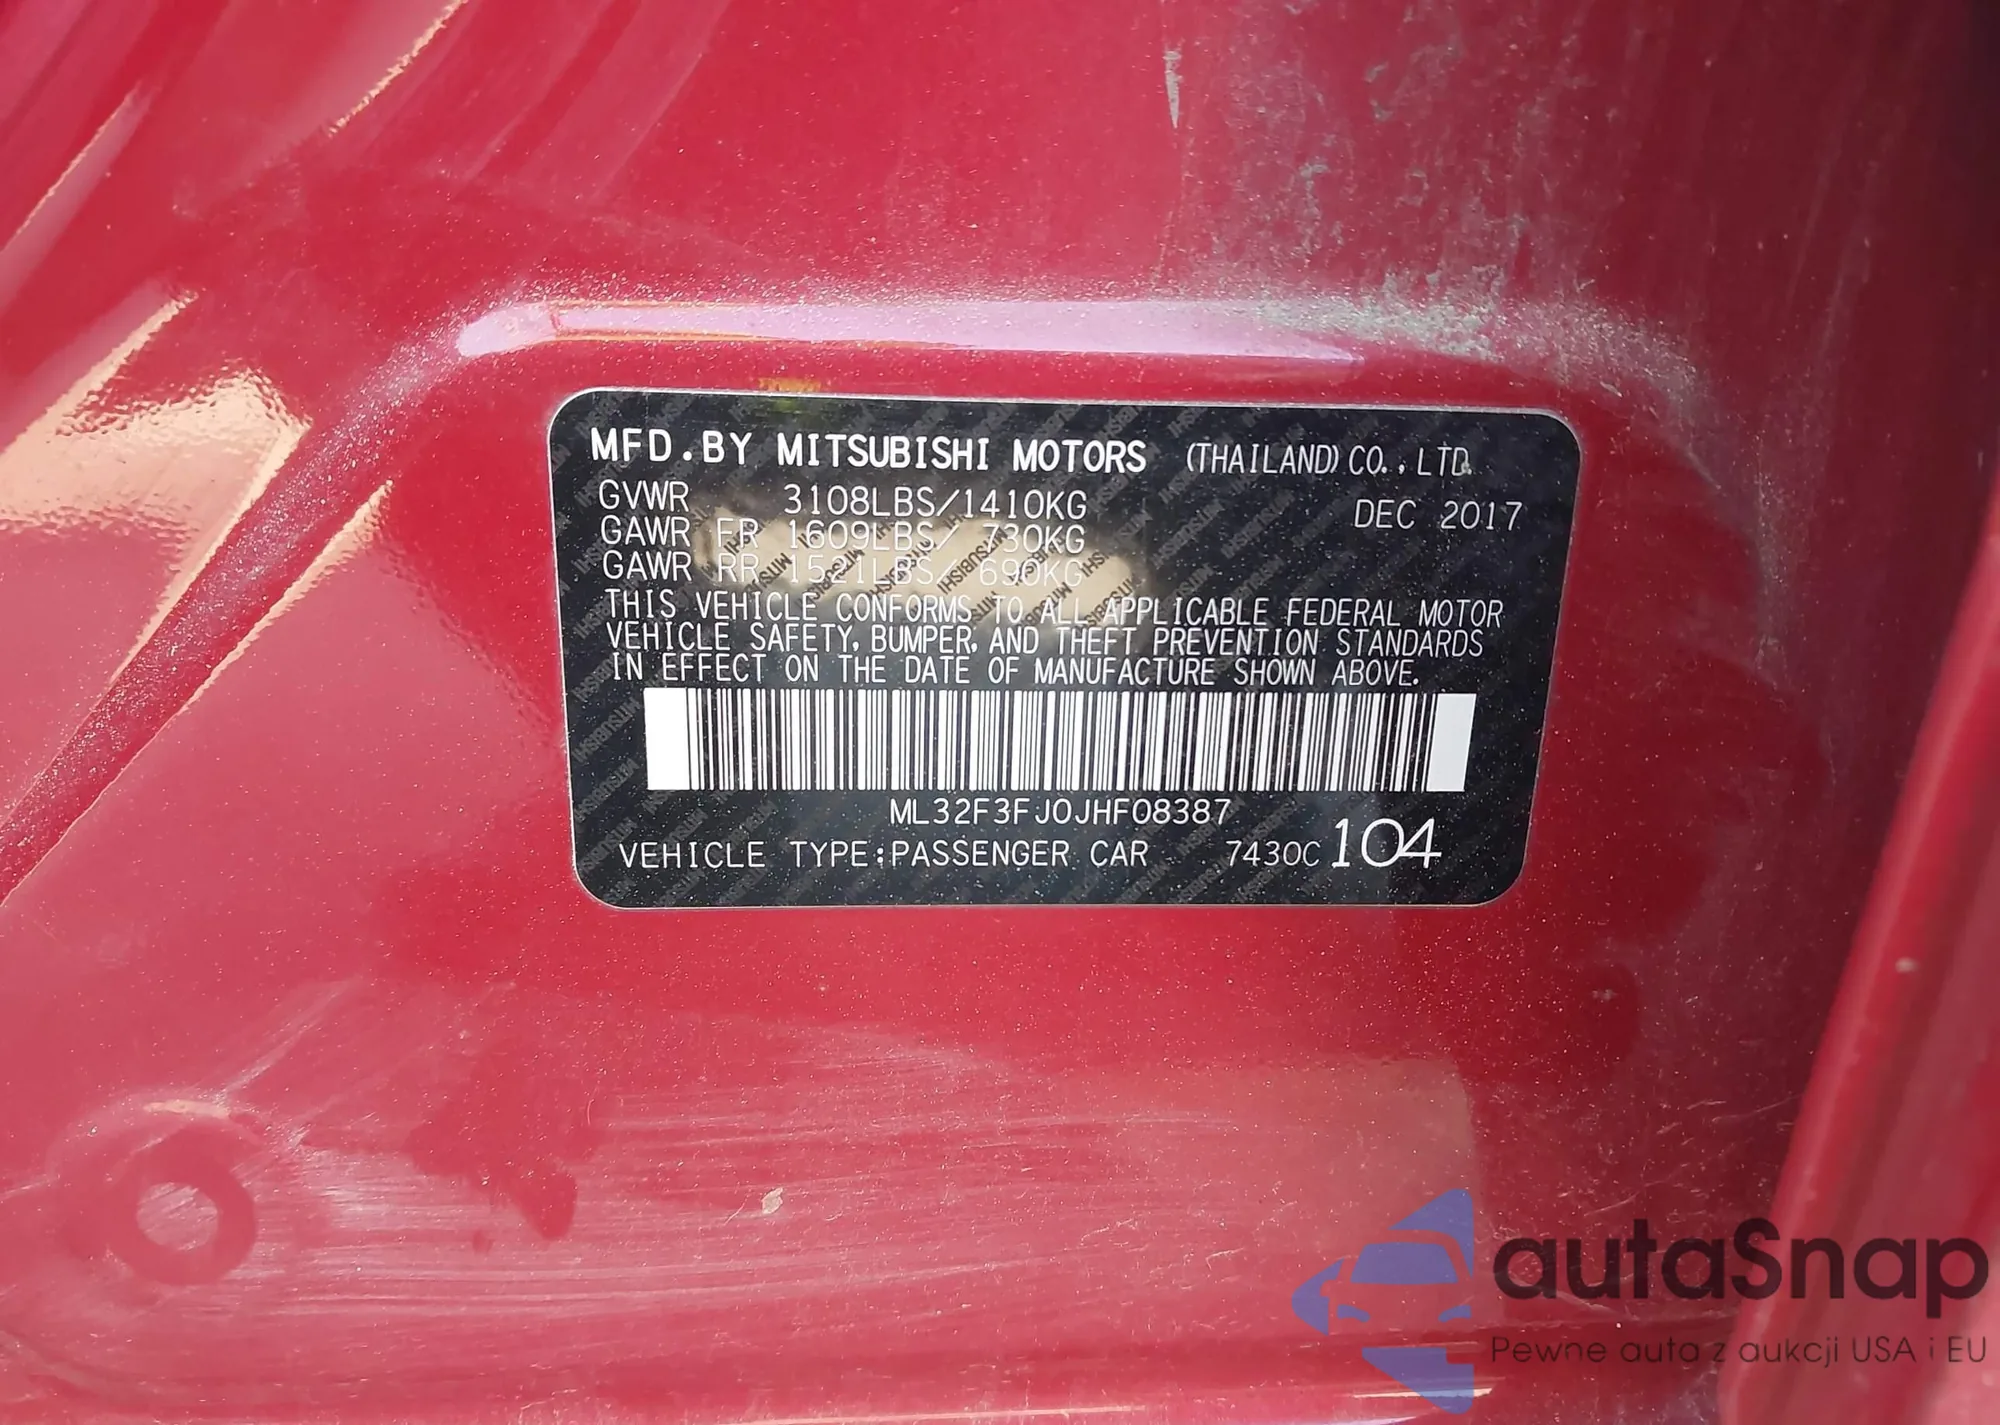 MFD.BY MITSUBISHI MOTORS (THAILAND) CO., LTD.
GVWR 3108LBS/1410KG DEC 2017
GAWR FR 1609LBS/ 730KG
GAWR RR 1521LBS/ 690KG
THIS VEHICLE CONFORMS TO ALL APPLICABLE FEDERAL MOTOR
VEHICLE SAFETY, BUMPER, AND THEFT PREVENTION STANDARDS
IN EFFECT ON THE DATE OF MANUFACTURE SHOWN ABOVE.
ML32F3FJ0JHF08387
VEHICLE TYPE:PASSENGER CAR 7430C 104
autaSnap
Pewne auta z aukcji USA i EU